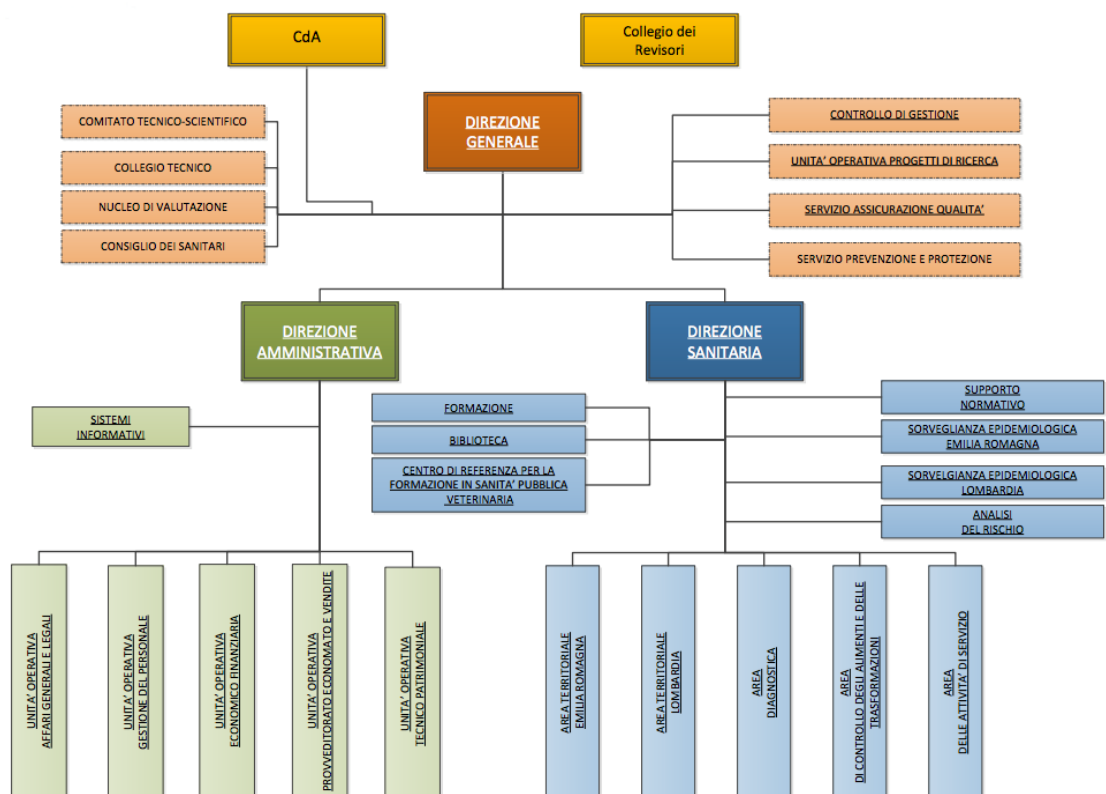 CdA
Collegio dei
Revisori
DIREZIONE
GENERALE
COMITATO TECNICO-SCIENTIFICO
COLLEGIO TECNICO
NUCLEO DI VALUTAZIONE
CONSIGLIO DEI SANITARI
CONTROLLO DI GESTIONE
UNITA' OPERATIVA PROGETTI DI RICERCA
SERVIZIO ASSICURAZIONE QUALITA'
SERVIZIO PREVENZIONE E PROTEZIONE
DIREZIONE
AMMINISTRATIVA
DIREZIONE
SANITARIA
SISTEMI
INFORMATIVI
FORMAZIONE
BIBLIOTECA
CENTRO DI REFERENZA PER LA
FORMAZIONE IN SANITA' PUBBLICA
VETERINARIA
SUPPORTO
NORMATIVO
SORVEGLIANZA EPIDEMIOLOGICA
EMILIA ROMAGNA
SORVELGIANZA EPIDEMIOLOGICA
LOMBARDIA
ANALISI
DEL RISCHIO
UNITA' OPERATIVA
AFFARI GENERALI E LEGALI
UNITA' OPERATIVA
GESTIONE DEL PERSONALE
UNITA' OPERATIVA
ECONOMICO FINANZIARIA
UNITA' OPERATIVA
PROVVEDITORATO ECONOMATO E VENDITE
UNITA' OPERATIVA
TECNICO PATRIMONIALE
AREA TERRITORIALE
EMILIA ROMAGNA
AREA TERRITORIALE
LOMBARDIA
AREA
DIAGNOSTICA
AREA
DI CONTROLLO DEGLI ALIMENTI E DELLE
TRASFORMAZIONI
AREA
DELLE ATTIVITA' DI SERVIZIO